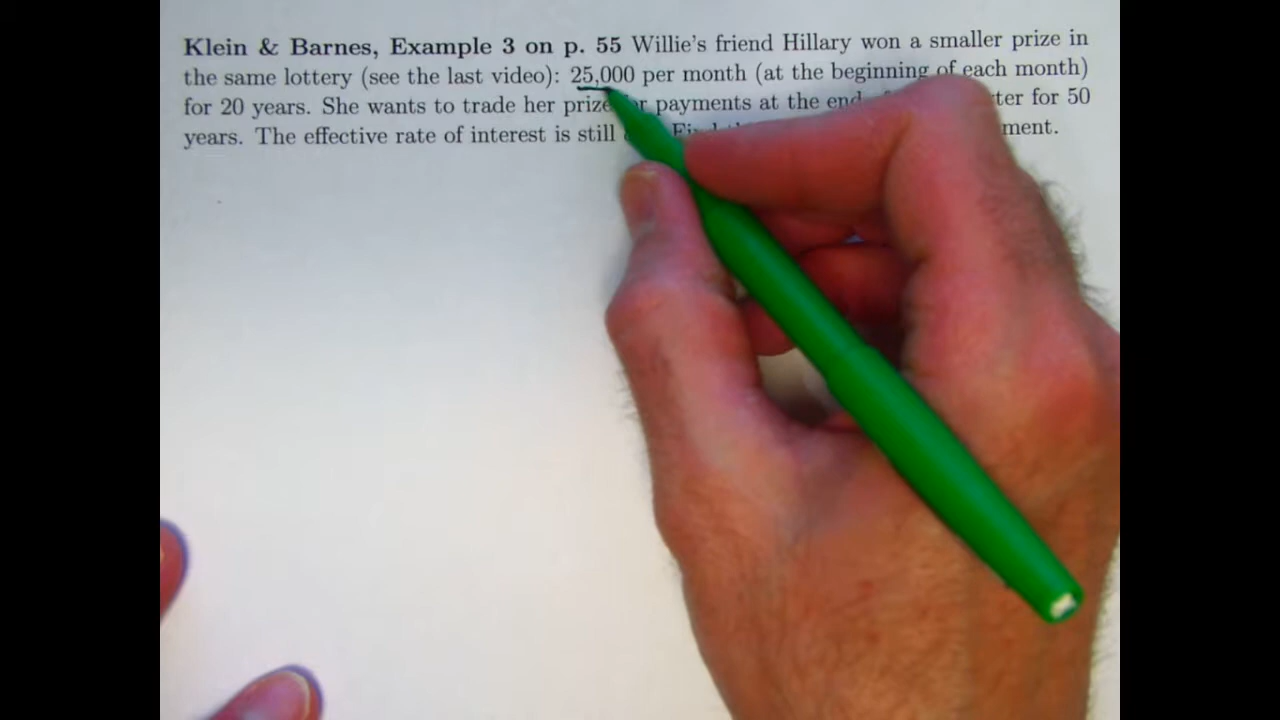 Klein & Barnes, Example 3 on p. 55 Willie's friend Hillary won a smaller prize in
the same lottery (see the last video): 25,000 per month (at the beginning of each month)
for 20 years. She wants to trade her prize payments at the end for 50
years. The effective rate of interest is still